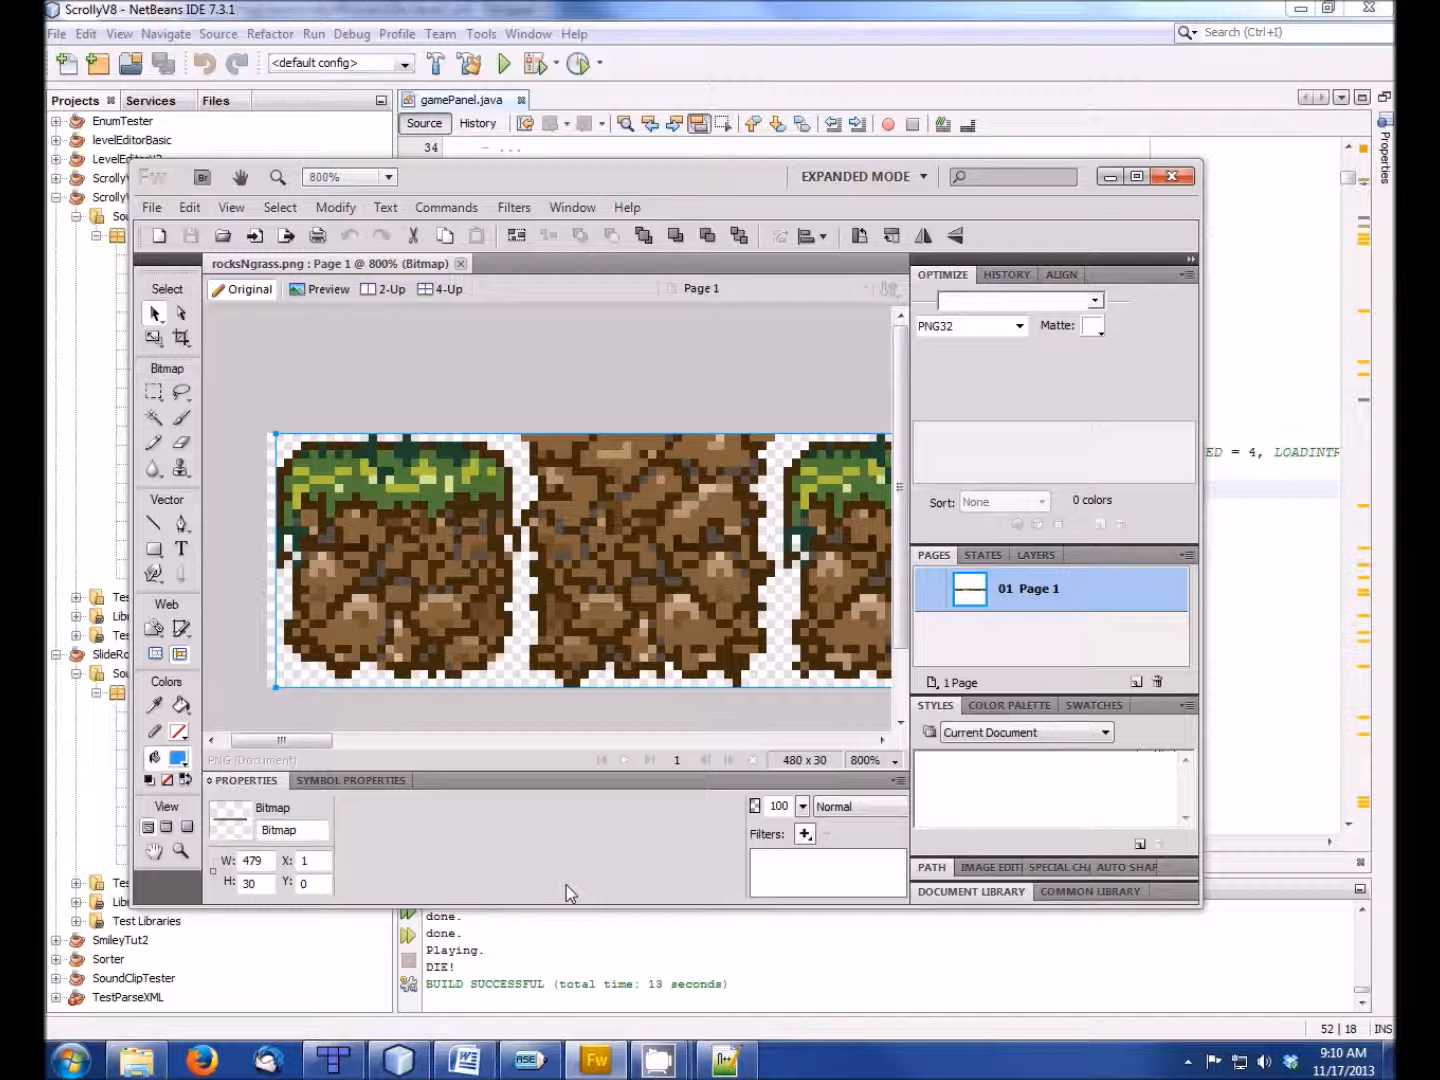 ScrollyV8 - NetBeans IDE 7.3.1
File Edit View Navigate Source Refactor Run Debug Profile Team Tools Window Help
Search (Ctrl+I)
<default config>
Projects Services Files
gamePanel.java
Source History
Properties
34
EnumTester
levelEditorBasic
Fw Br 800%
EXPANDED MODE
File Edit View Select Modify Text Commands Filters Window Help
rocksNgrass.png : Page 1 @ 800% (Bitmap)
Original Preview 2-Up 4-Up Page 1
Select
Bitmap
Vector
Web
Colors
View
OPTIMIZE HISTORY ALIGN
PNG32 Matte:
ED = 4, LOADINTR
Sort: None 0 colors
PAGES STATES LAYERS
01 Page 1
1 Page
STYLES COLOR PALETTE SWATCHES
Current Document
PNG (Document) 1 480 x 30 800%
PROPERTIES SYMBOL PROPERTIES
Bitmap
Bitmap
100 Normal
Filters:
W: 479 X: 1
H: 30 Y: 0
PATH IMAGE EDIT SPECIAL CHA AUTO SHAP
DOCUMENT LIBRARY COMMON LIBRARY
Test Libraries
SmileyTut2
Sorter
SoundClipTester
TestParseXML
done.
done.
Playing.
DIE!
BUILD SUCCESSFUL (total time: 13 seconds)
52 | 18 INS
ASE Fw
9:10 AM
11/17/2013